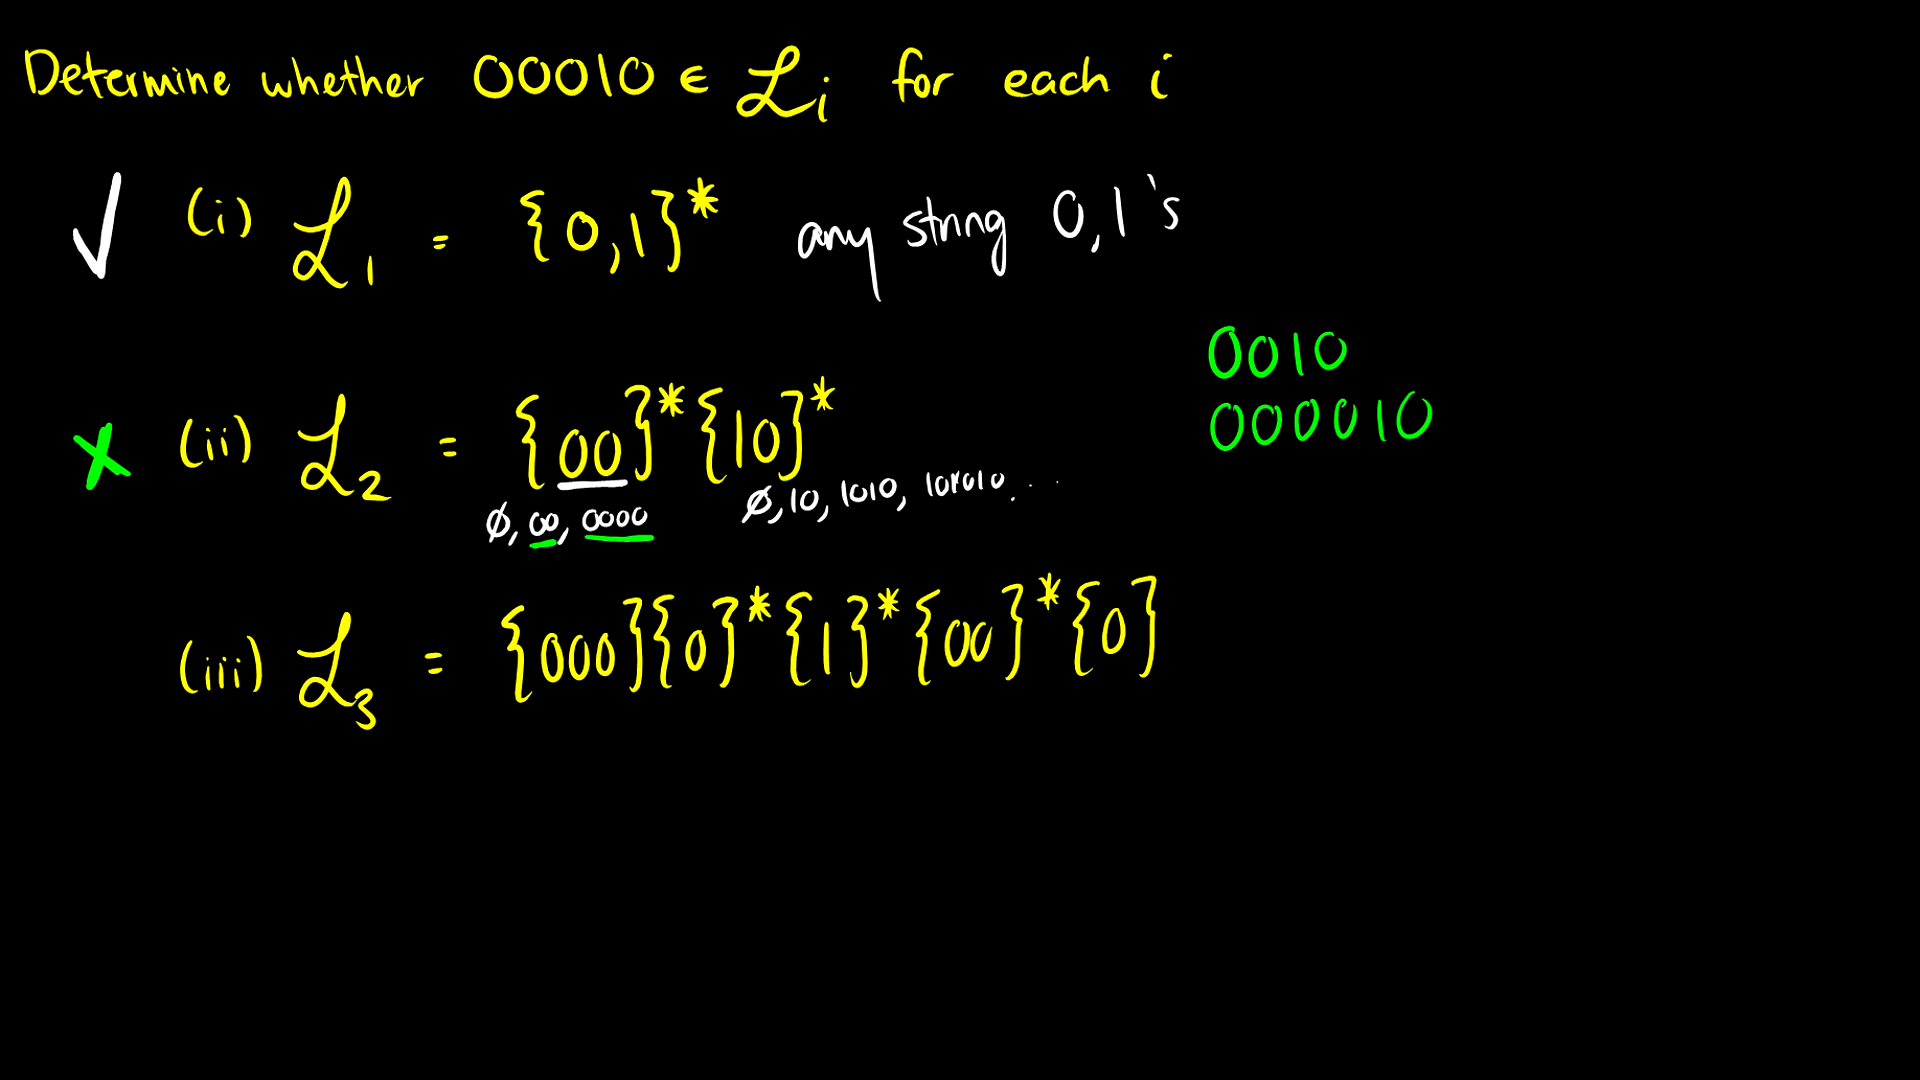 Determine whether 00010 ∈ ℒi for each i
✓ (i) ℒ1 = {0,1}* any string 0,1's
0010
000010
✗ (ii) ℒ2 = {00}*{10}*
∅, 00, 0000 ∅, 10, 1010, 101010, ...
(iii) ℒ3 = {000}{0}*{1}*{00}*{0}